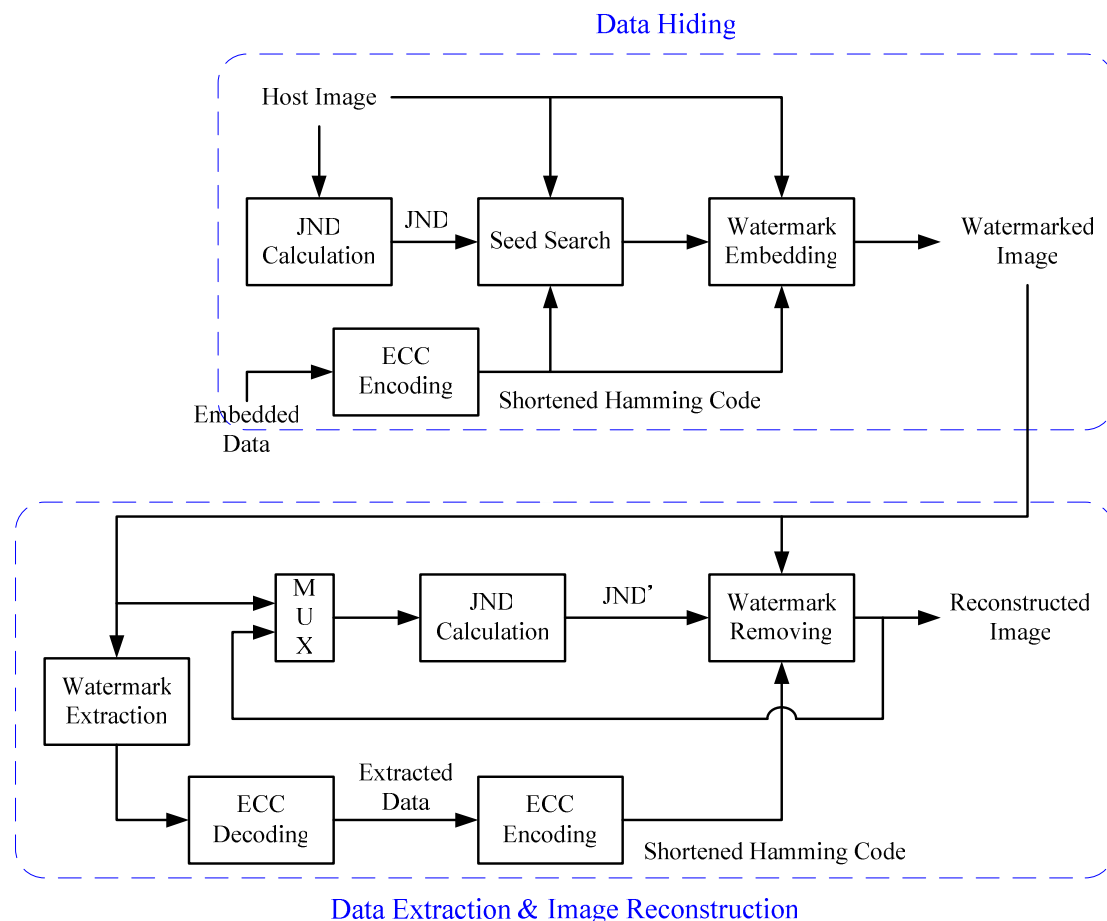 Data Hiding
Host Image
JND
Calculation
JND
Seed Search
Watermark
Embedding
Watermarked
Image
ECC
Encoding
Shortened Hamming Code
Embedded
Data
M
U
X
JND
Calculation
JND’
Watermark
Removing
Reconstructed
Image
Watermark
Extraction
ECC
Decoding
Extracted
Data
ECC
Encoding
Shortened Hamming Code
Data Extraction & Image Reconstruction